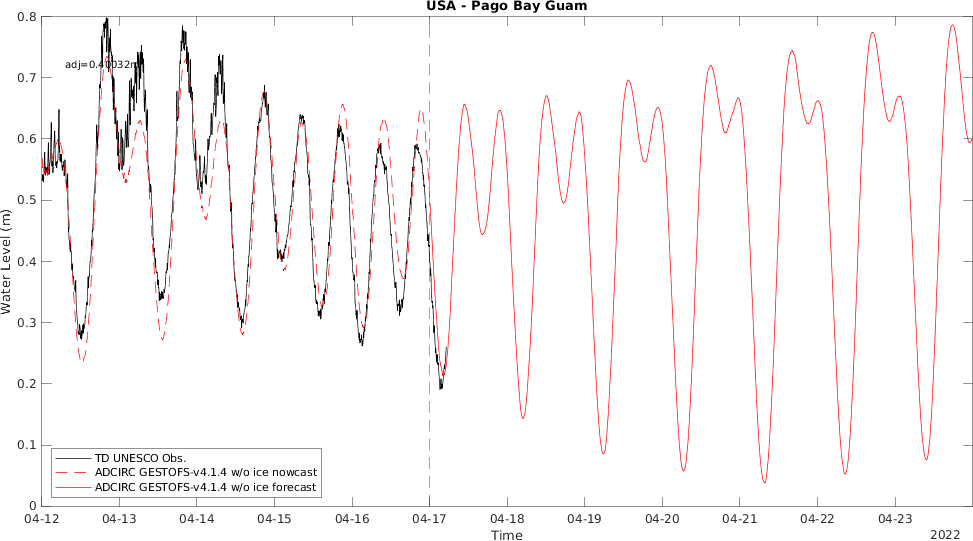 USA - Pago Bay Guam
0.8
0.7
0.6
0.5
0.4
0.3
0.2
0.1
0
Water Level (m)
adj=0.40032m
TD UNESCO Obs.
ADCIRC GESTOFS-v4.1.4 w/o ice nowcast
ADCIRC GESTOFS-v4.1.4 w/o ice forecast
04-12 04-13 04-14 04-15 04-16 04-17 04-18 04-19 04-20 04-21 04-22 04-23
Time
2022